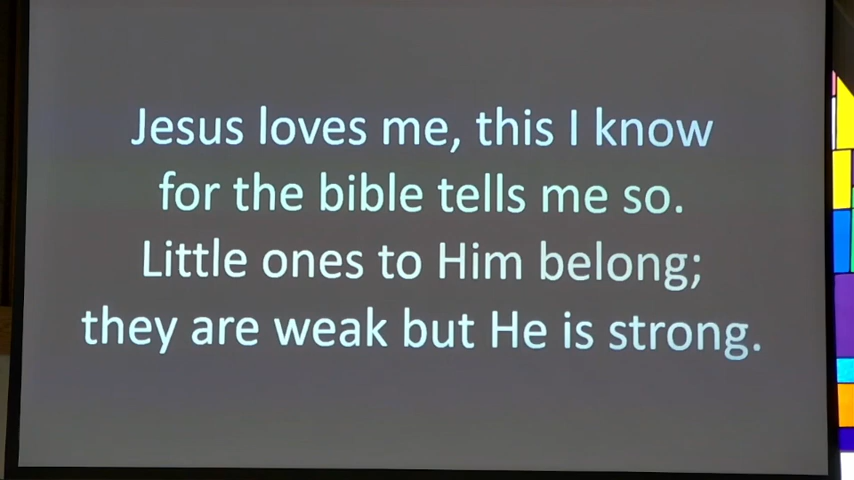 Jesus loves me, this I know
for the bible tells me so.
Little ones to Him belong;
they are weak but He is strong.